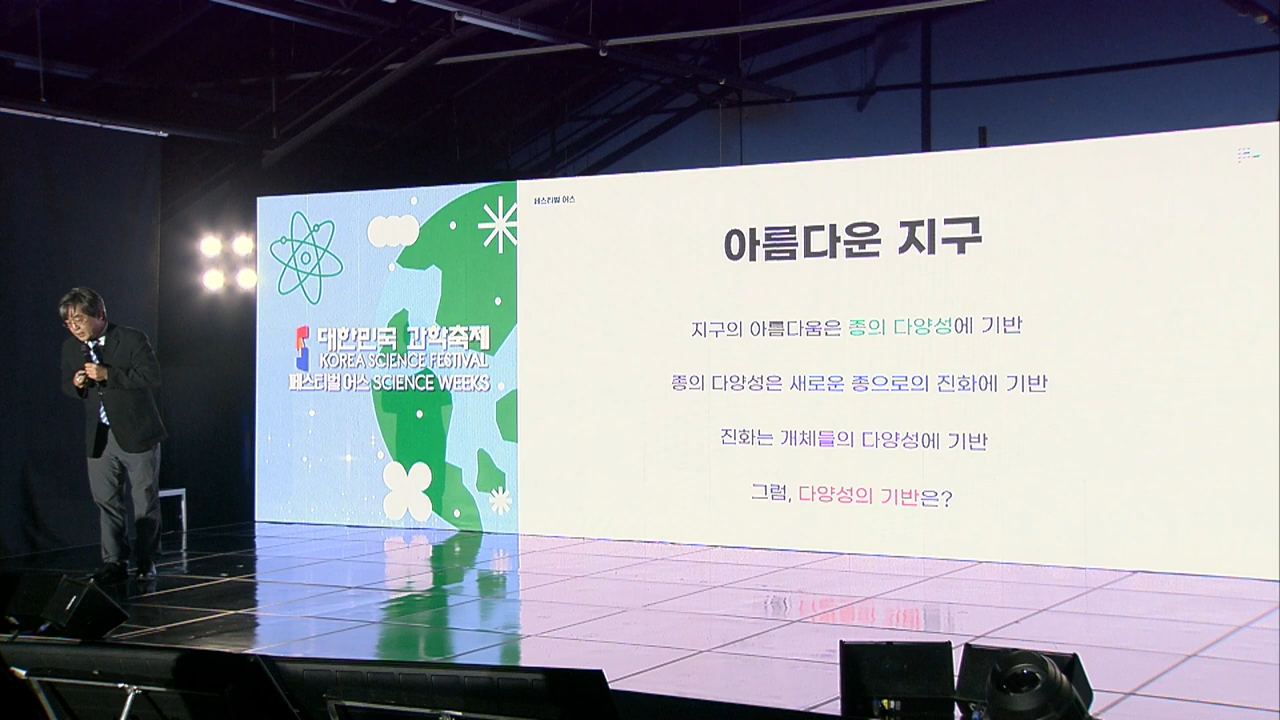 대한민국 과학축제
KOREA SCIENCE FESTIVAL
페스티벌 어스 SCIENCE WEEKS
페스티벌 어스
아름다운 지구
지구의 아름다움은 종의 다양성에 기반
종의 다양성은 새로운 종으로의 진화에 기반
진화는 개체들의 다양성에 기반
그럼, 다양성의 기반은?